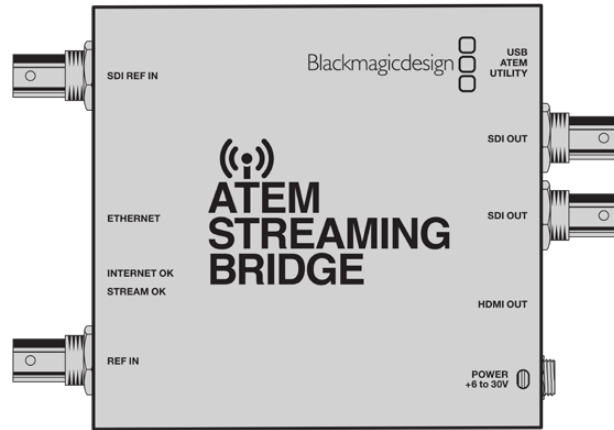 Blackmagicdesign
USB
ATEM
UTILITY
SDI REF IN
SDI OUT
ATEM
STREAMING
BRIDGE
ETHERNET
SDI OUT
INTERNET OK
STREAM OK
HDMI OUT
REF IN
POWER
+6 to 30V